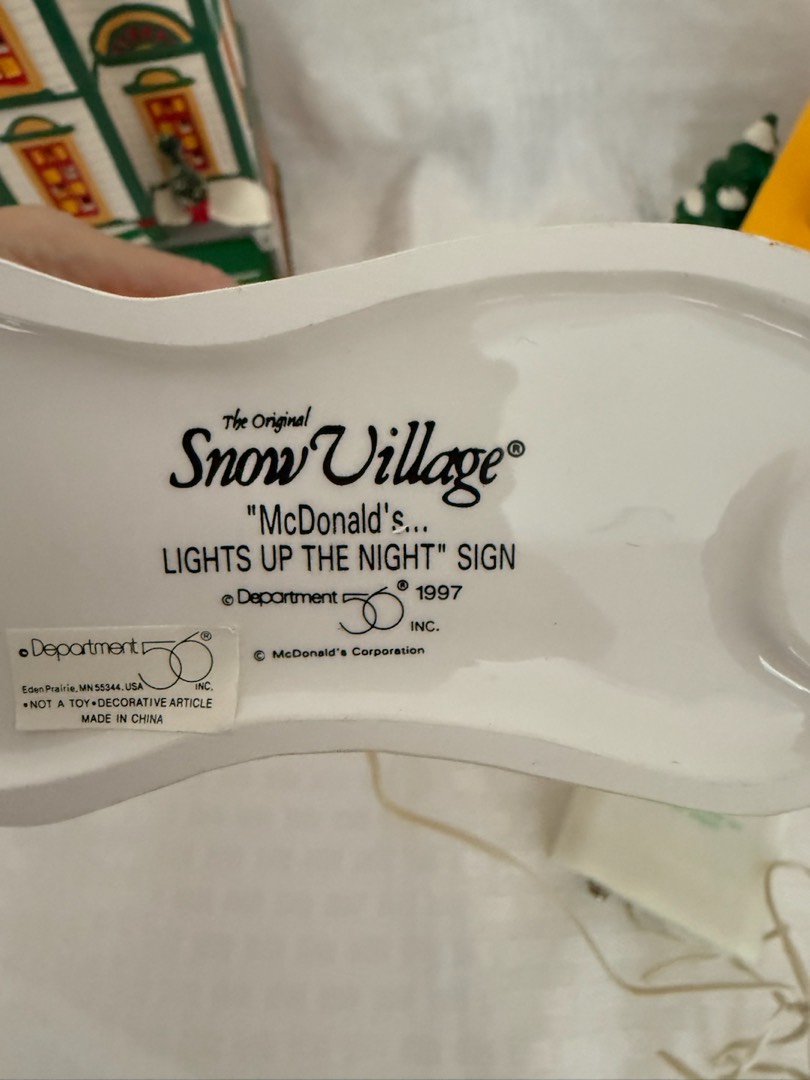 The Original
Snow Village®
"McDonald's...
LIGHTS UP THE NIGHT" SIGN
© Department 56® 1997
INC.
© McDonald's Corporation
© Department 56®
Eden Prairie, MN 55344, USA INC.
•NOT A TOY•DECORATIVE ARTICLE
MADE IN CHINA